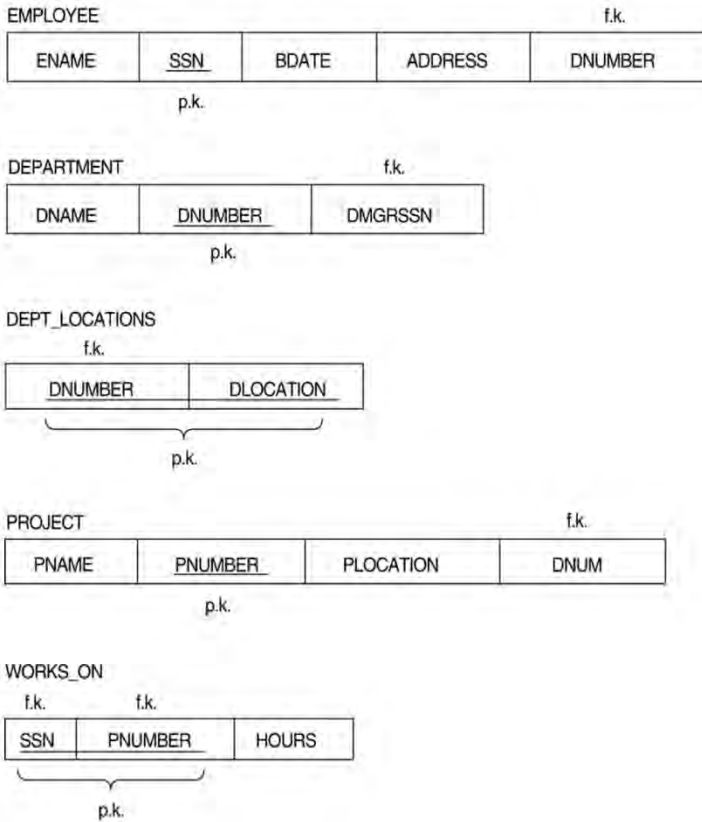 EMPLOYEE f.k.
ENAME SSN BDATE ADDRESS DNUMBER
p.k.
DEPARTMENT f.k.
DNAME DNUMBER DMGRSSN
p.k.
DEPT_LOCATIONS
f.k.
DNUMBER DLOCATION
p.k.
PROJECT f.k.
PNAME PNUMBER PLOCATION DNUM
p.k.
WORKS_ON
f.k. f.k.
SSN PNUMBER HOURS
p.k.